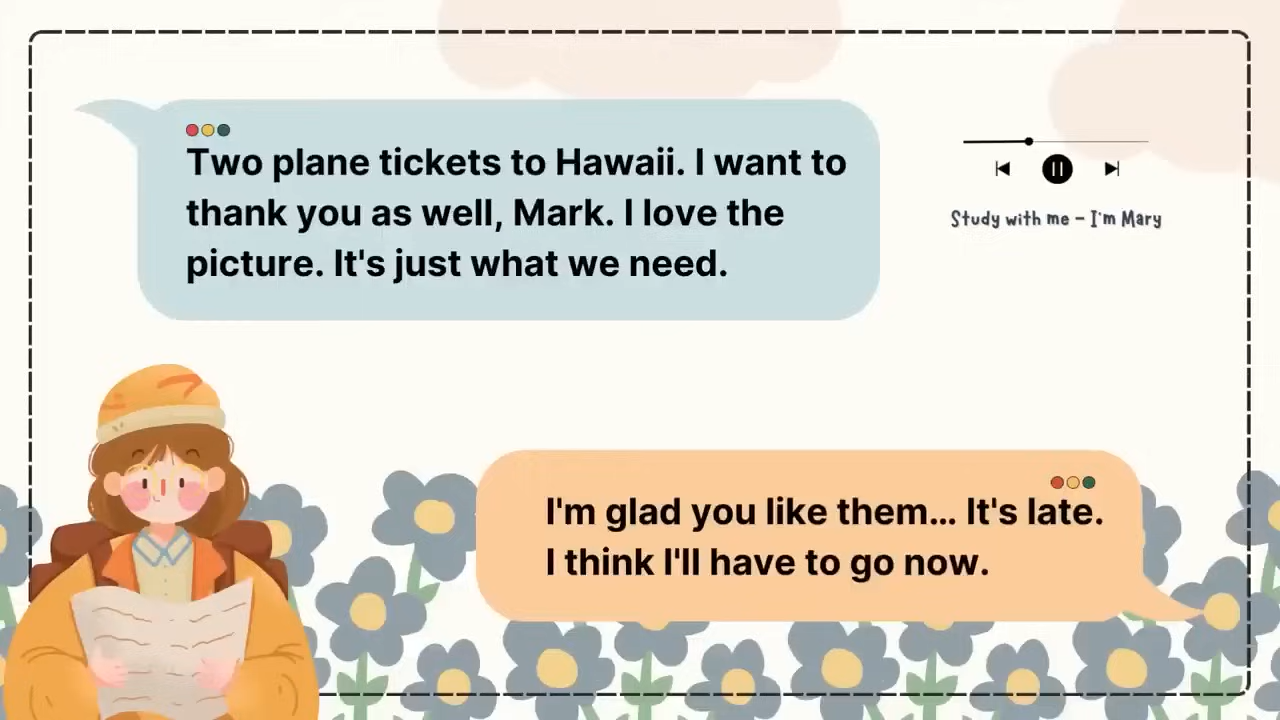 Two plane tickets to Hawaii. I want to
thank you as well, Mark. I love the
picture. It's just what we need.
Study with me - I'm Mary
I'm glad you like them... It's late.
I think I'll have to go now.